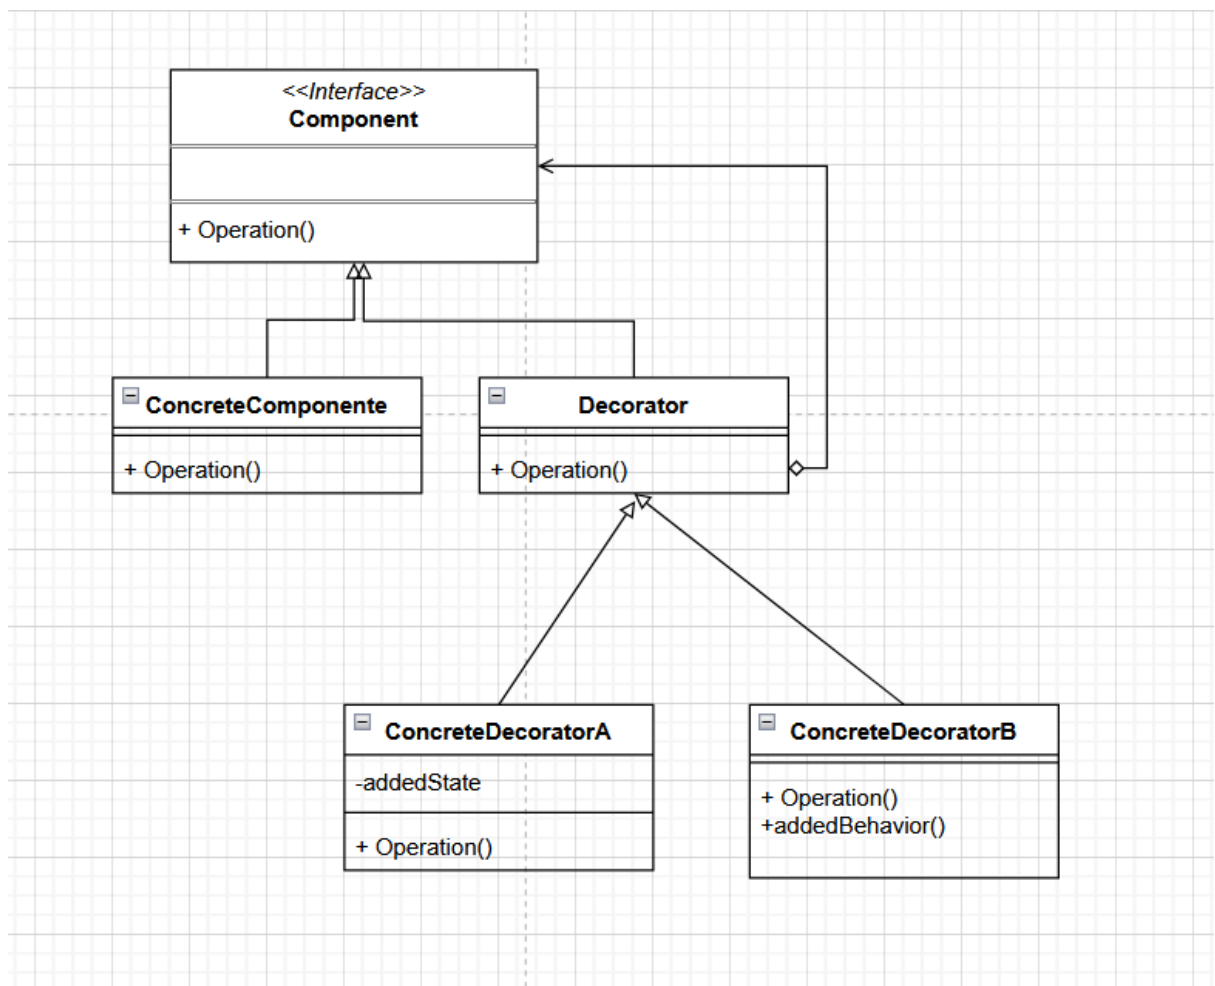 <<Interface>>
Component
+ Operation()
ConcreteComponente
+ Operation()
Decorator
+ Operation()
ConcreteDecoratorA
-addedState
+ Operation()
ConcreteDecoratorB
+ Operation()
+addedBehavior()